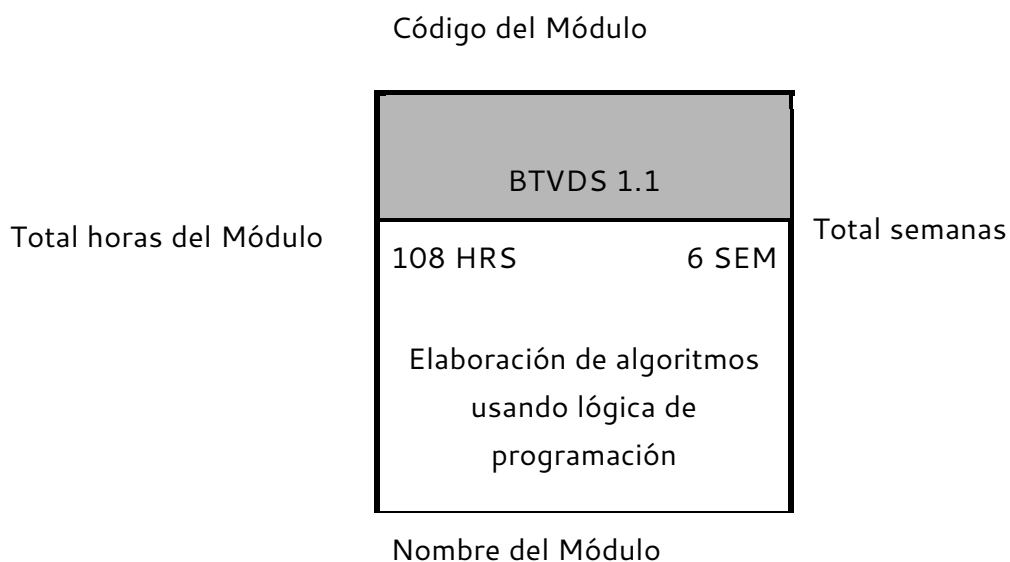 Código del Módulo
BTVDS 1.1
Total horas del Módulo
Total semanas
108 HRS
6 SEM
Elaboración de algoritmos
usando lógica de
programación
Nombre del Módulo